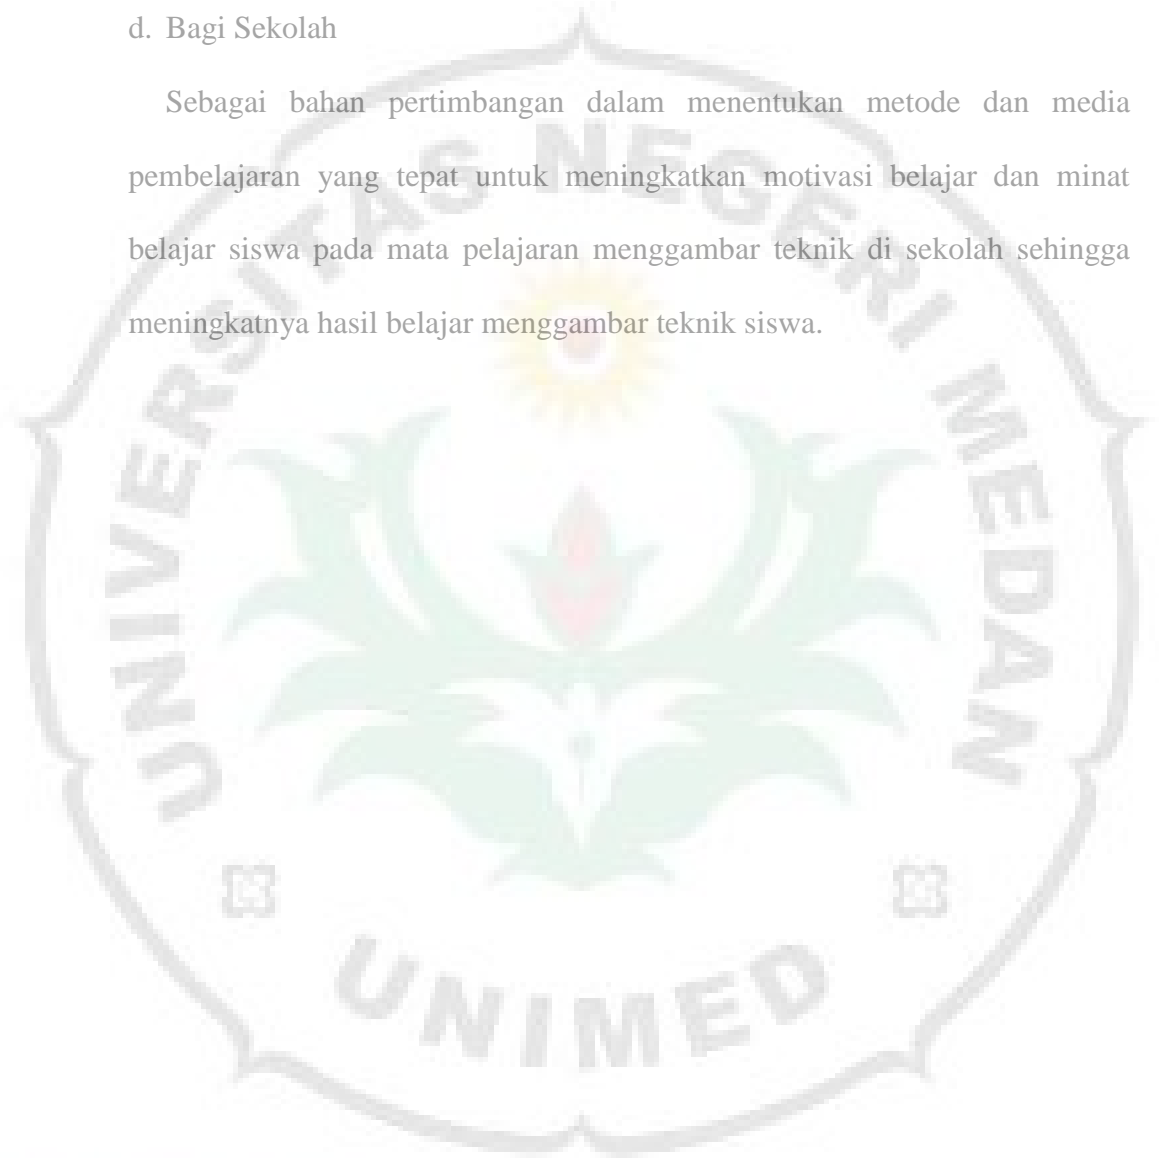 d. Bagi Sekolah
Sebagai bahan pertimbangan dalam menentukan metode dan media
pembelajaran yang tepat untuk meningkatkan motivasi belajar dan minat
belajar siswa pada mata pelajaran menggambar teknik di sekolah sehingga
meningkatnya hasil belajar menggambar teknik siswa.
UNIVERSITAS NEGERI MEDAN
UNIMED